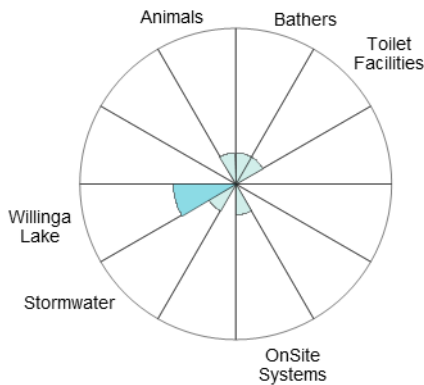 Animals
Bathers
Toilet
Facilities
Willinga
Lake
Stormwater
OnSite
Systems